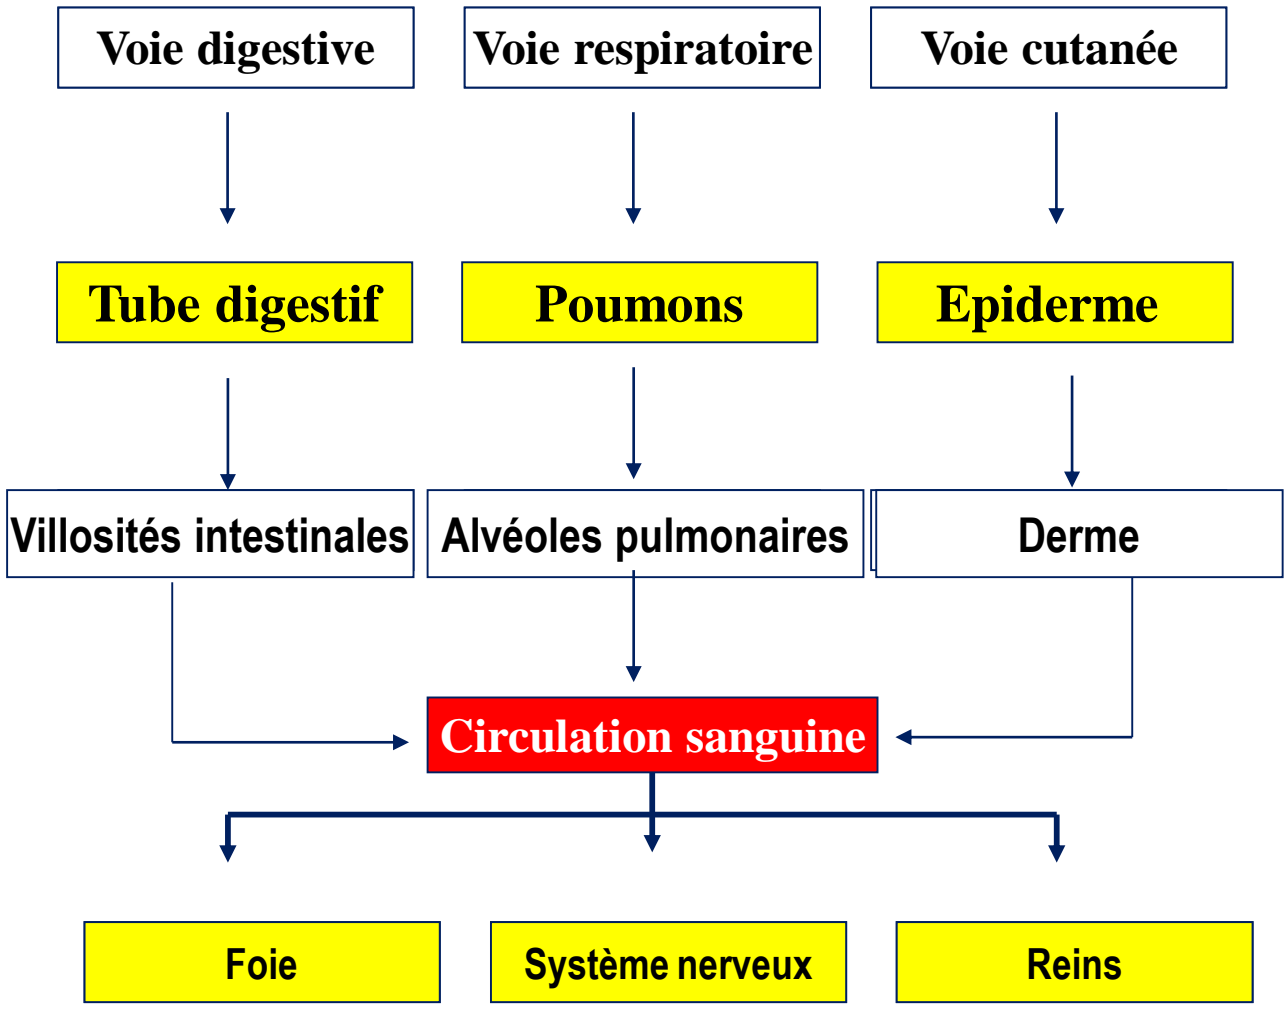 Voie digestive
Voie respiratoire
Voie cutanée
Tube digestif
Poumons
Epiderme
Villosités intestinales
Alvéoles pulmonaires
Derme
Circulation sanguine
Foie
Système nerveux
Reins